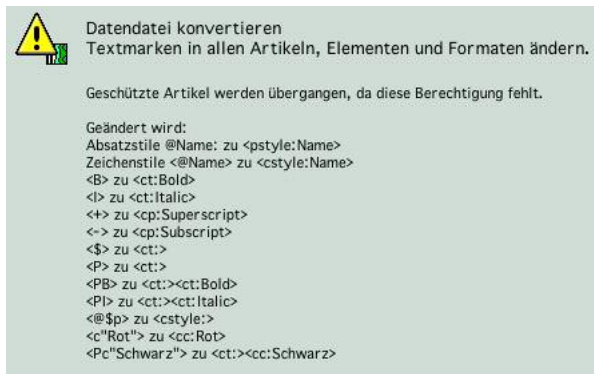 Datendatei konvertieren
Textmarken in allen Artikeln, Elementen und Formaten ändern.
Geschützte Artikel werden übergangen, da diese Berechtigung fehlt.
Geändert wird:
Absatzstile @Name: zu <pstyle:Name>
Zeichenstile <@Name> zu <cstyle:Name>
<B> zu <ct:Bold>
<I> zu <ct:Italic>
<+> zu <cp:Superscript>
<-> zu <cp:Subscript>
<$> zu <ct:>
<P> zu <ct:>
<PB> zu <ct:><ct:Bold>
<PI> zu <ct:><ct:Italic>
<@$p> zu <cstyle:>
<c"Rot"> zu <cc:Rot>
<Pc"Schwarz"> zu <ct:><cc:Schwarz>